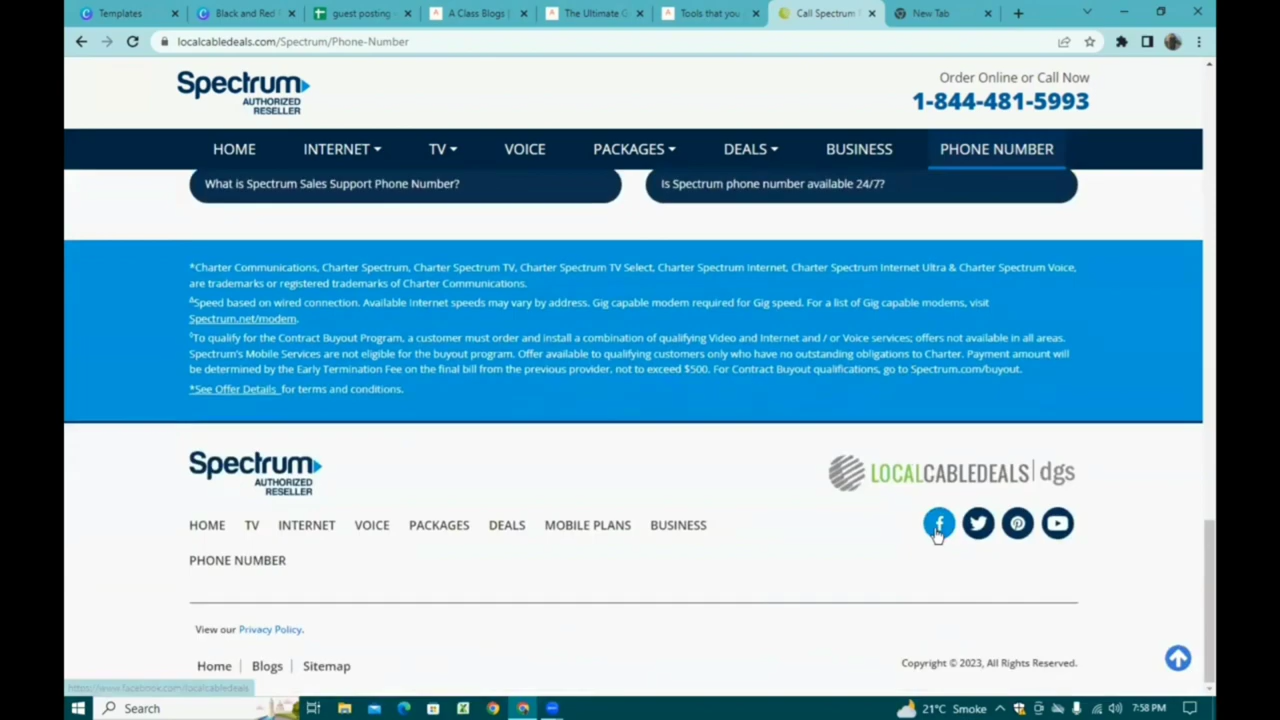 Templates
Black and Red
guest posting
A Class Blogs |
The Ultimate G
Tools that you
Call Spectrum
New Tab
localcabledeals.com/Spectrum/Phone-Number
Spectrum
AUTHORIZED
RESELLER
Order Online or Call Now
1-844-481-5993
HOME INTERNET TV VOICE PACKAGES DEALS BUSINESS PHONE NUMBER
What is Spectrum Sales Support Phone Number?
Is Spectrum phone number available 24/7?
*Charter Communications, Charter Spectrum, Charter Spectrum TV, Charter Spectrum TV Select, Charter Spectrum Internet, Charter Spectrum Internet Ultra & Charter Spectrum Voice,
are trademarks or registered trademarks of Charter Communications.
ΔSpeed based on wired connection. Available Internet speeds may vary by address. Gig capable modem required for Gig speed. For a list of Gig capable modems, visit
Spectrum.net/modem.
◊To qualify for the Contract Buyout Program, a customer must order and install a combination of qualifying Video and Internet and / or Voice services; offers not available in all areas.
Spectrum's Mobile Services are not eligible for the buyout program. Offer available to qualifying customers only who have no outstanding obligations to Charter. Payment amount will
be determined by the Early Termination Fee on the final bill from the previous provider, not to exceed $500. For Contract Buyout qualifications, go to Spectrum.com/buyout.
*See Offer Details for terms and conditions.
Spectrum
AUTHORIZED
RESELLER
LOCALCABLEDEALS | dgs
HOME TV INTERNET VOICE PACKAGES DEALS MOBILE PLANS BUSINESS
PHONE NUMBER
View our Privacy Policy.
Home | Blogs | Sitemap
Copyright © 2023, All Rights Reserved.
https://www.facebook.com/localcabledeals
Search
21°C Smoke
7:58 PM